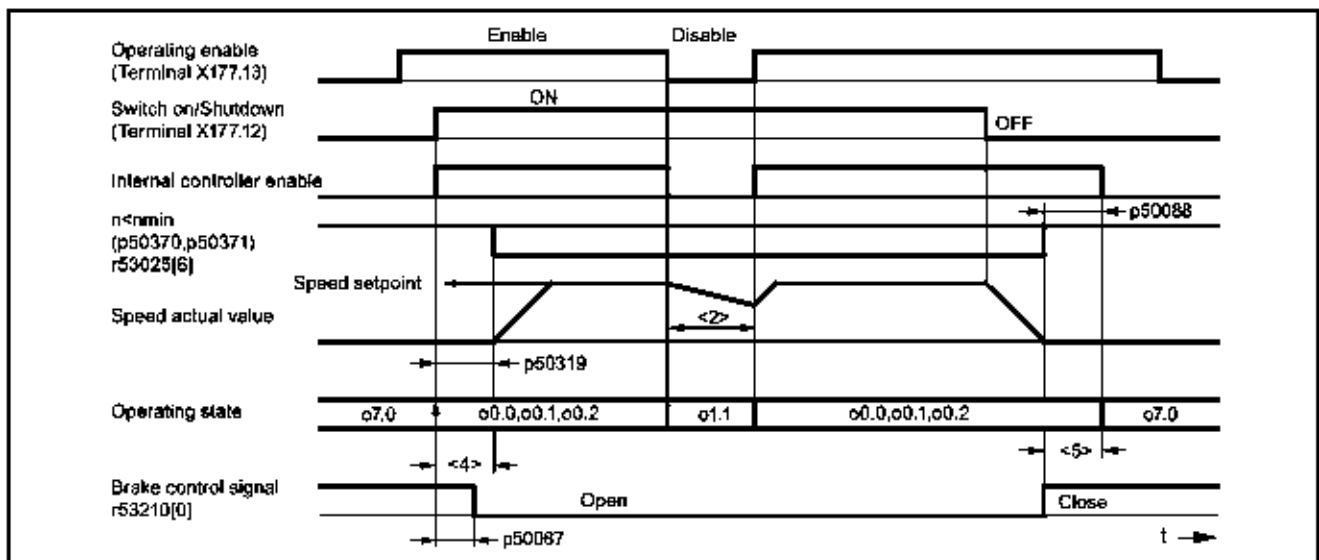 Operating enable
(Terminal X177.13)
Enable
Disable
Switch on/Shutdown
(Terminal X177.12)
ON
OFF
Internal controller enable
n<nmin
(p50370,p50371)
r53025[6]
p50088
Speed setpoint
Speed actual value
<2>
p50319
Operating state
o7.0
o0.0,o0.1,o0.2
o1.1
o0.0,o0.1,o0.2
o7.0
<4>
<5>
Brake control signal
r53210[0]
Open
Close
p50087
t